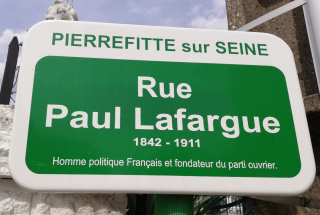 PIERREFITTE sur SEINE
Rue
Paul Lafargue
1842 - 1911
Homme politique Français et fondateur du parti ouvrier.